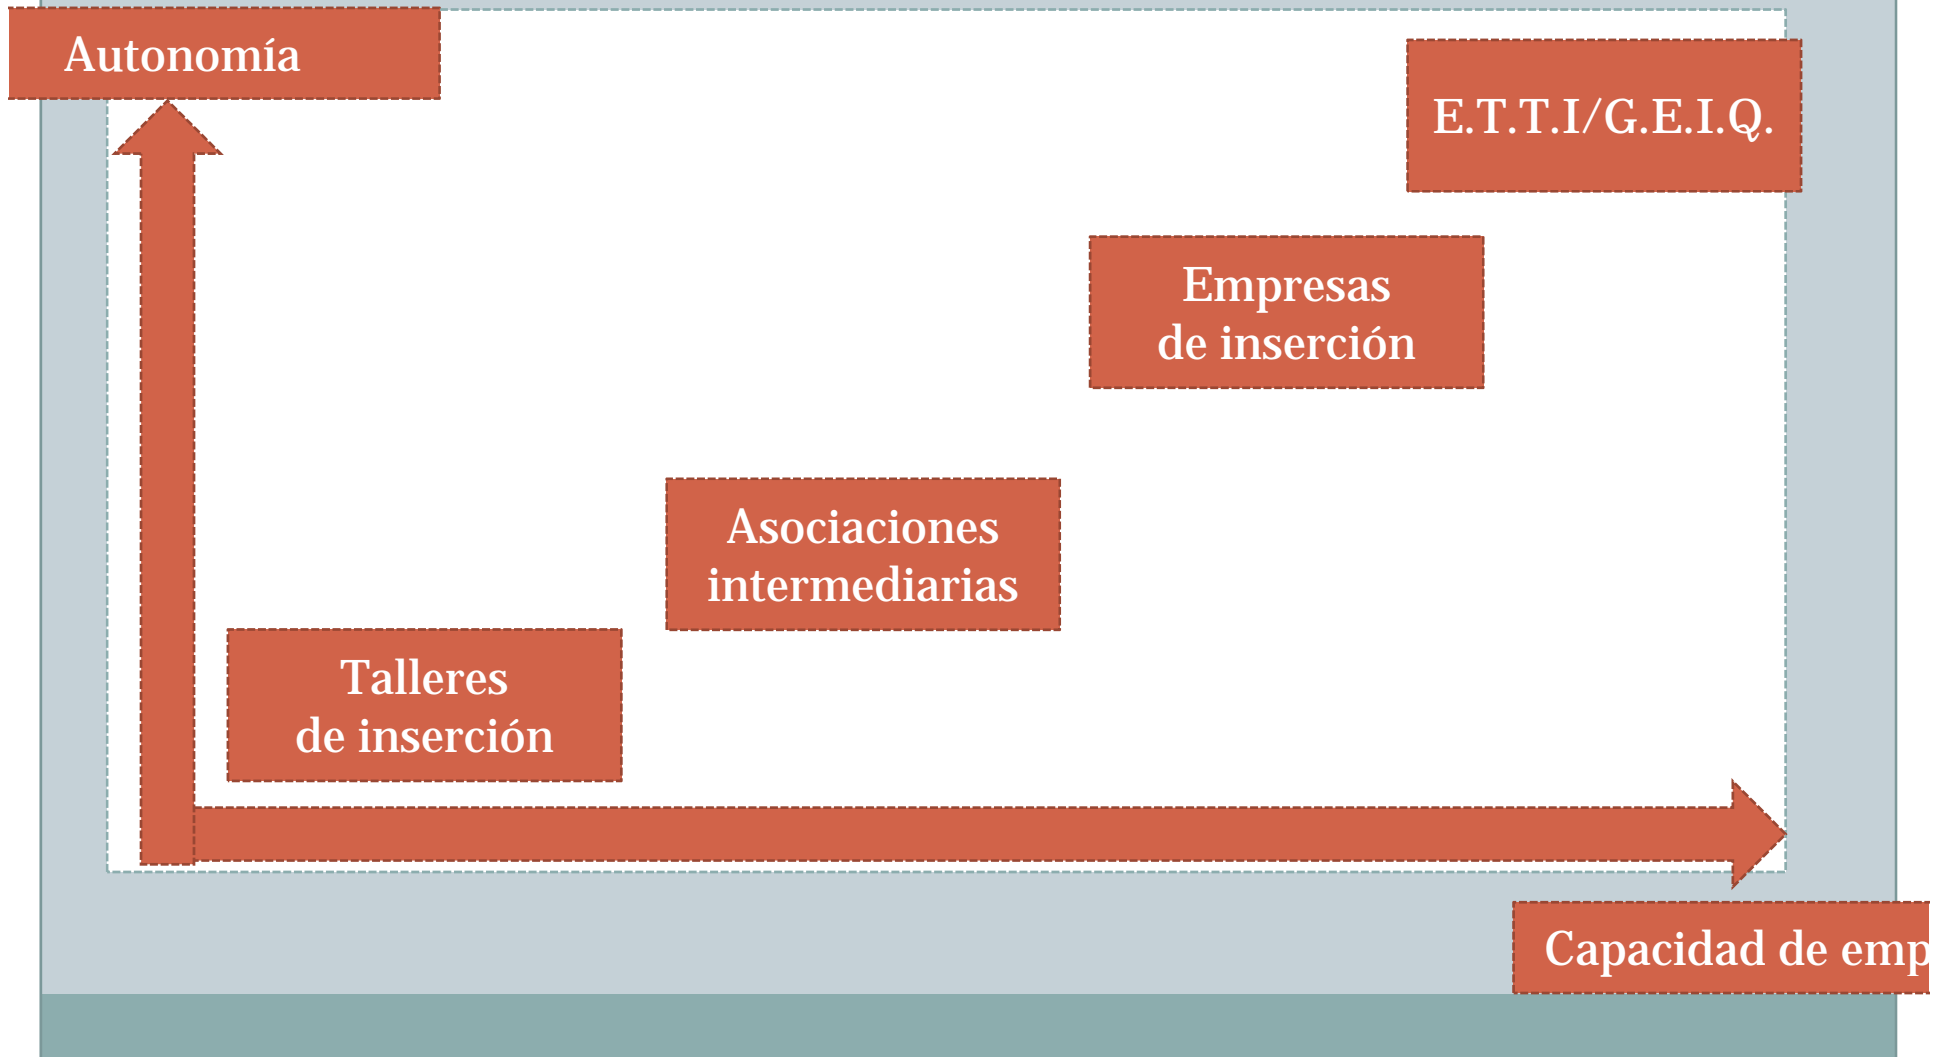 Autonomía
E.T.T.I/G.E.I.Q.
Empresas
de inserción
Asociaciones
intermediarias
Talleres
de inserción
Capacidad de emp